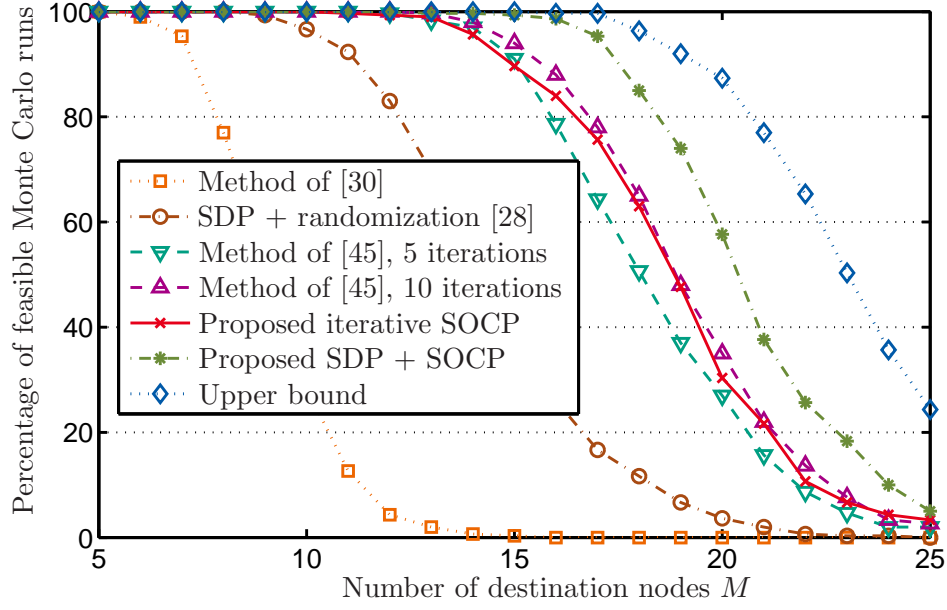 Percentage of feasible Monte Carlo runs
100
80
60
40
20
0
Method of [30]
SDP + randomization [28]
Method of [45], 5 iterations
Method of [45], 10 iterations
Proposed iterative SOCP
Proposed SDP + SOCP
Upper bound
5 10 15 20 25
Number of destination nodes M